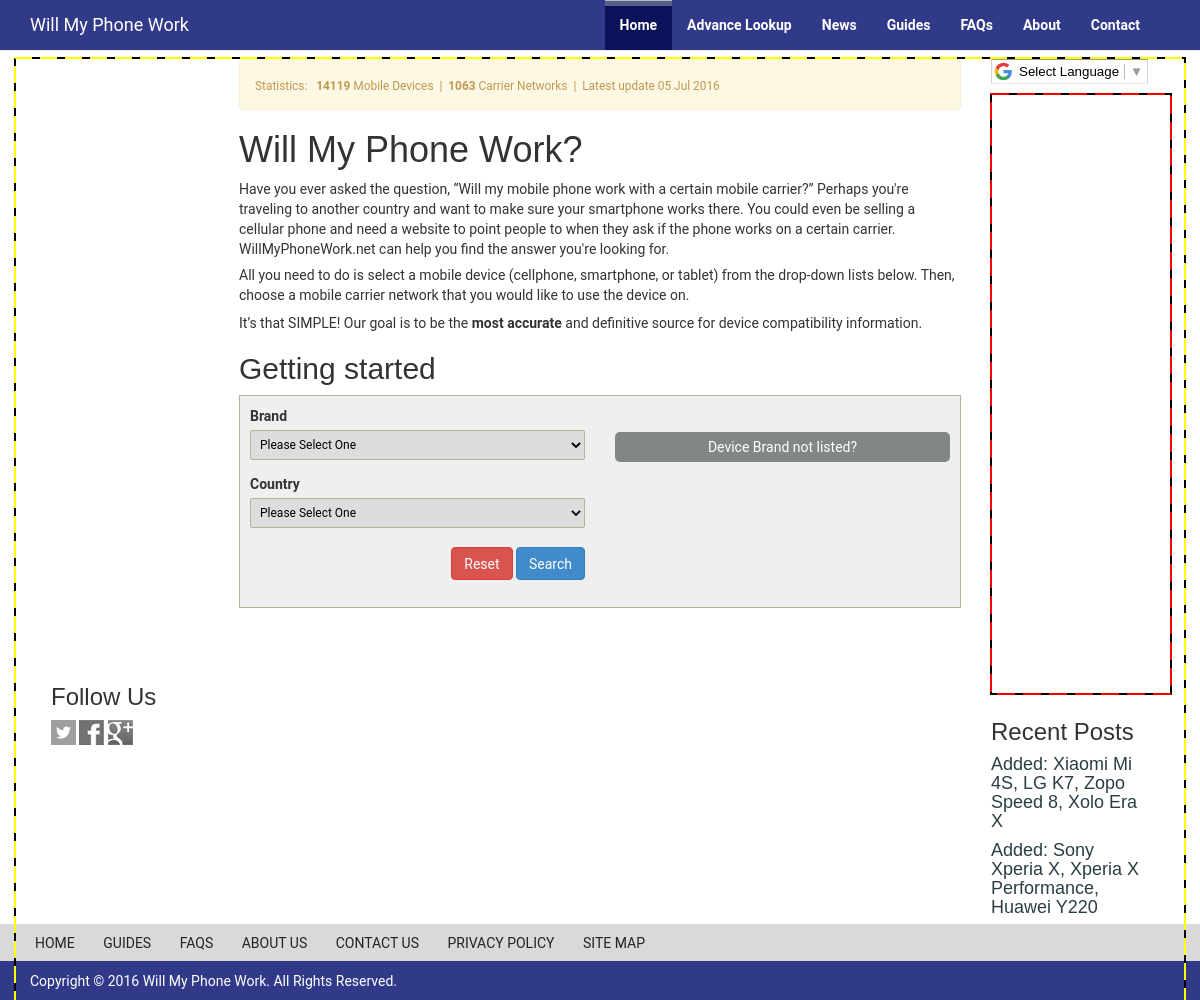 Will My Phone Work
Home
Advance Lookup
News
Guides
FAQs
About
Contact
Statistics: 14119 Mobile Devices | 1063 Carrier Networks | Latest update 05 Jul 2016
Select Language ▼
Will My Phone Work?
Have you ever asked the question, “Will my mobile phone work with a certain mobile carrier?” Perhaps you're
traveling to another country and want to make sure your smartphone works there. You could even be selling a
cellular phone and need a website to point people to when they ask if the phone works on a certain carrier.
WillMyPhoneWork.net can help you find the answer you're looking for.
All you need to do is select a mobile device (cellphone, smartphone, or tablet) from the drop-down lists below. Then,
choose a mobile carrier network that you would like to use the device on.
It’s that SIMPLE! Our goal is to be the most accurate and definitive source for device compatibility information.
Getting started
Brand
Please Select One
Device Brand not listed?
Country
Please Select One
Reset
Search
Follow Us
Recent Posts
Added: Xiaomi Mi
4S, LG K7, Zopo
Speed 8, Xolo Era
X
Added: Sony
Xperia X, Xperia X
Performance,
Huawei Y220
HOME
GUIDES
FAQS
ABOUT US
CONTACT US
PRIVACY POLICY
SITE MAP
Copyright © 2016 Will My Phone Work. All Rights Reserved.